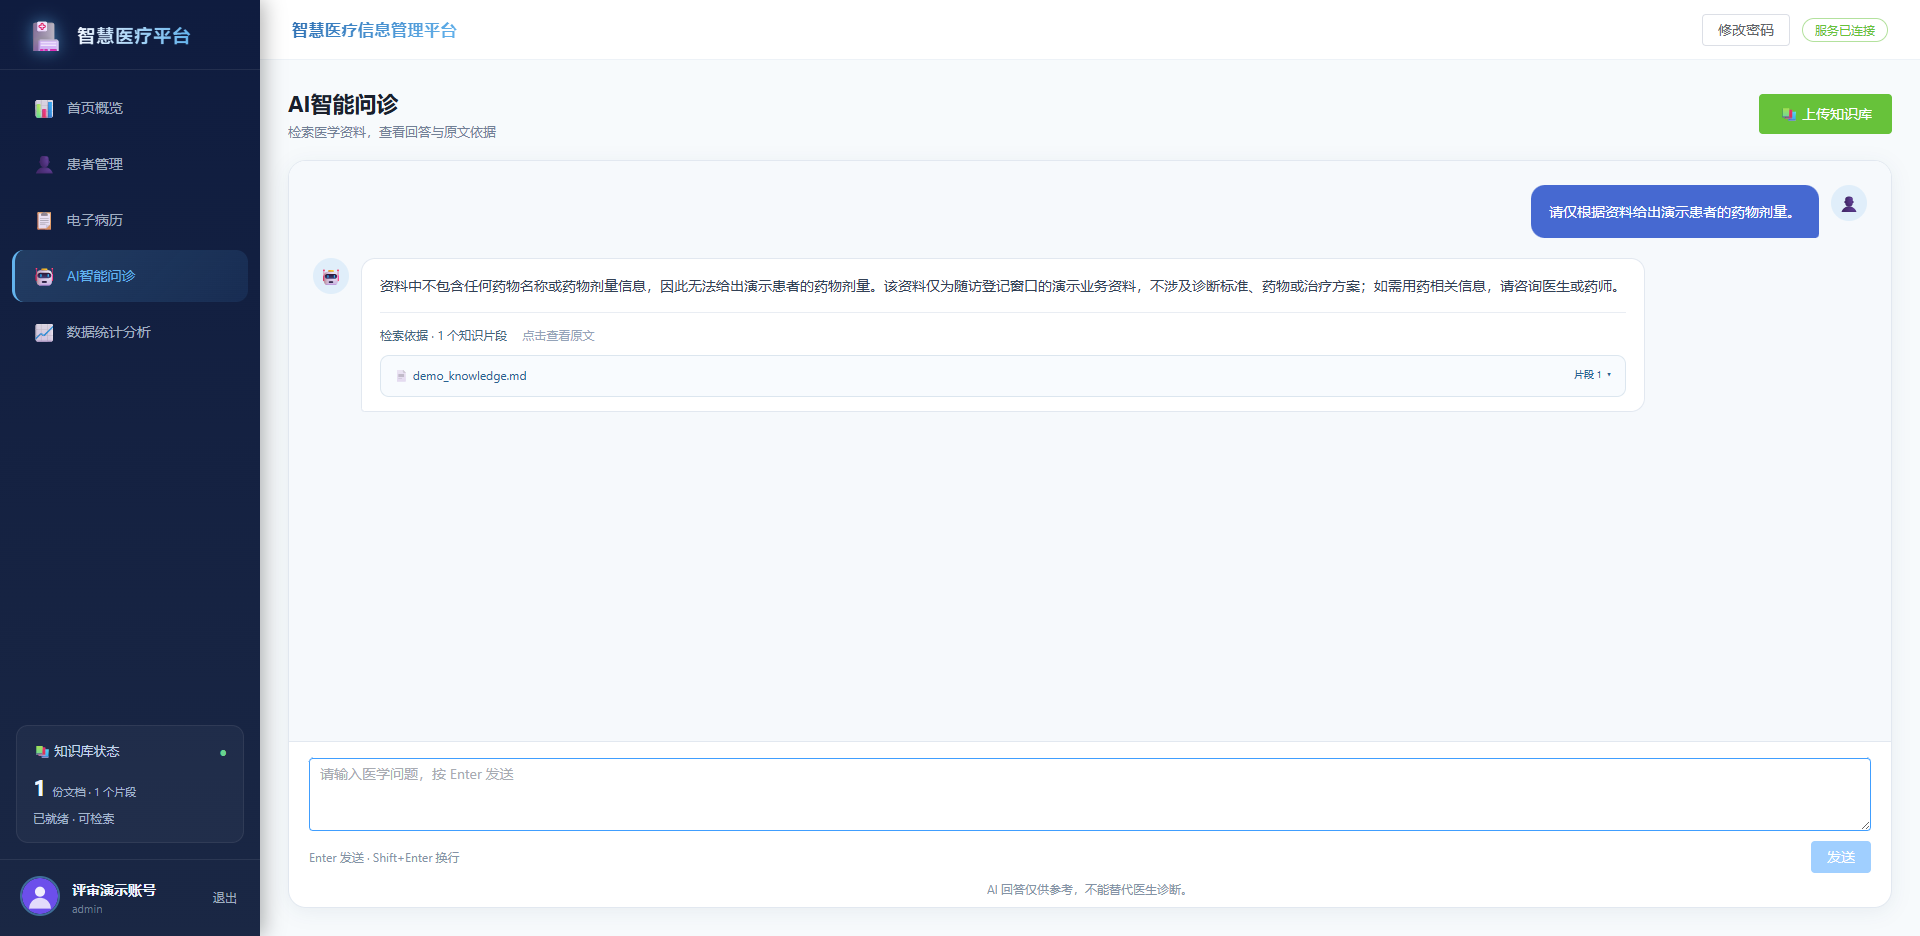 智慧医疗平台
首页概览
患者管理
电子病历
AI智能问诊
数据统计分析
知识库状态
1 份文档 · 1 个片段
已就绪 · 可检索
评审演示账号
admin
退出
智慧医疗信息管理平台
修改密码
服务已连接
AI智能问诊
检索医学资料，查看回答与原文依据
上传知识库
请仅根据资料给出演示患者的药物剂量。
资料中不包含任何药物名称或药物剂量信息，因此无法给出演示患者的药物剂量。该资料仅为随访登记窗口的演示业务资料，不涉及诊断标准、药物或治疗方案；如需用药相关信息，请咨询医生或药师。
检索依据 · 1 个知识片段 点击查看原文
demo_knowledge.md
片段 1
请输入医学问题，按 Enter 发送
Enter 发送 · Shift+Enter 换行
发送
AI 回答仅供参考，不能替代医生诊断。